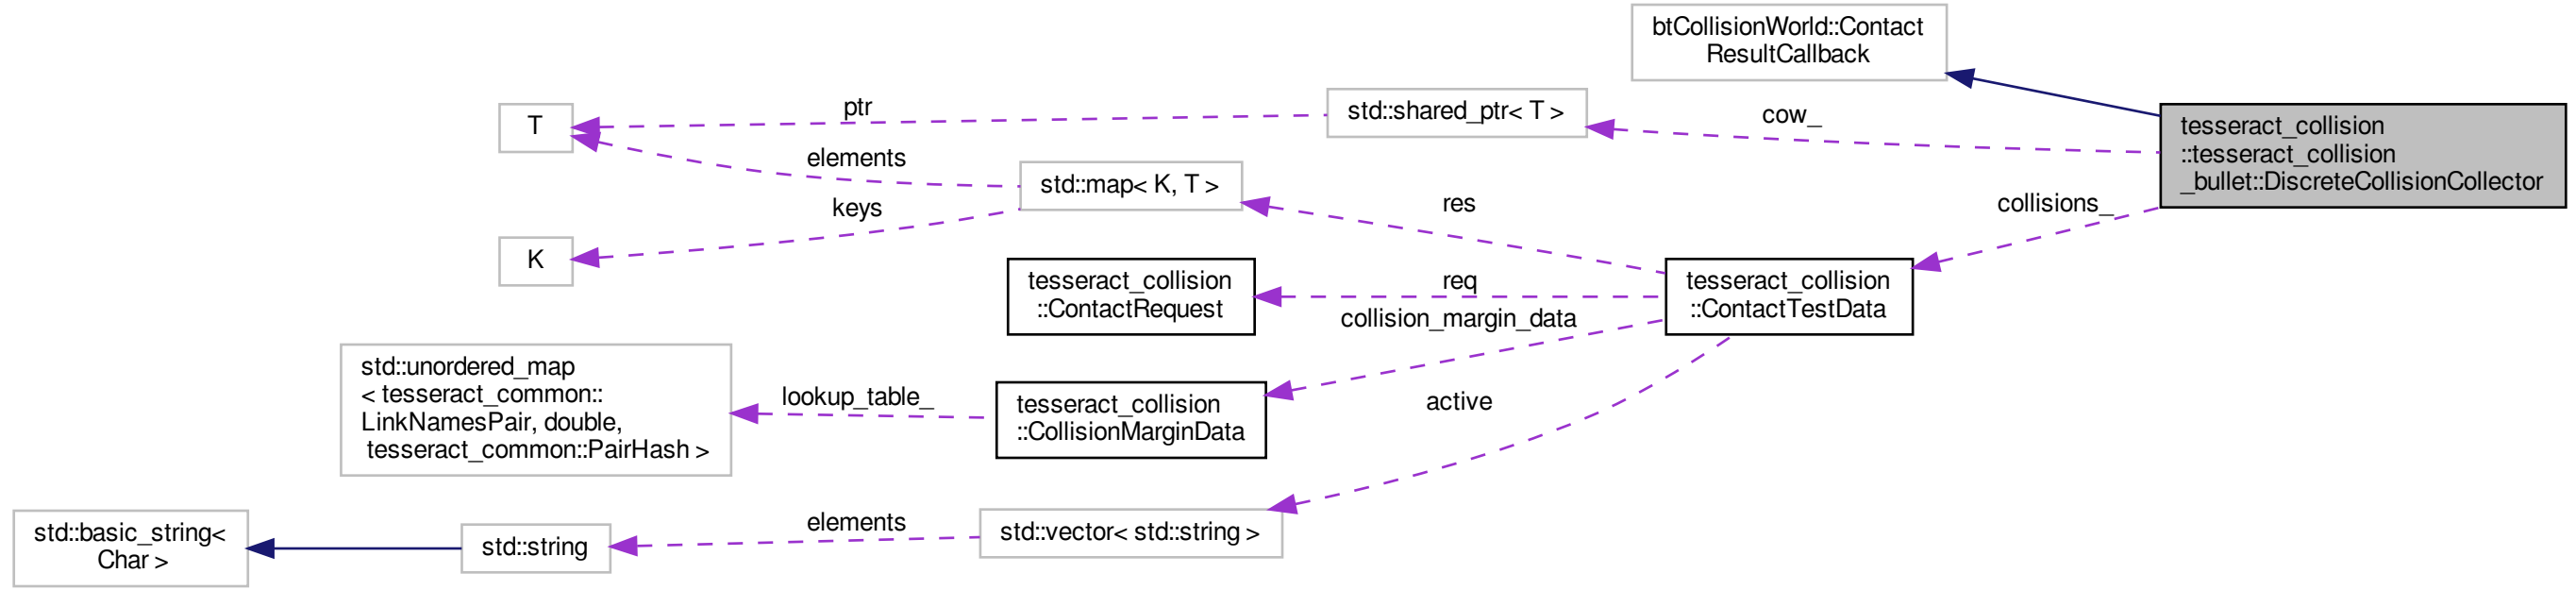 btCollisionWorld::Contact
ResultCallback
std::shared_ptr< T >
T
ptr
cow_
tesseract_collision
::tesseract_collision
_bullet::DiscreteCollisionCollector
elements
std::map< K, T >
keys
res
collisions_
K
tesseract_collision
::ContactRequest
req
tesseract_collision
::ContactTestData
collision_margin_data
std::unordered_map
< tesseract_common::
LinkNamesPair, double,
tesseract_common::PairHash >
lookup_table_
tesseract_collision
::CollisionMarginData
active
std::basic_string<
Char >
std::string
elements
std::vector< std::string >